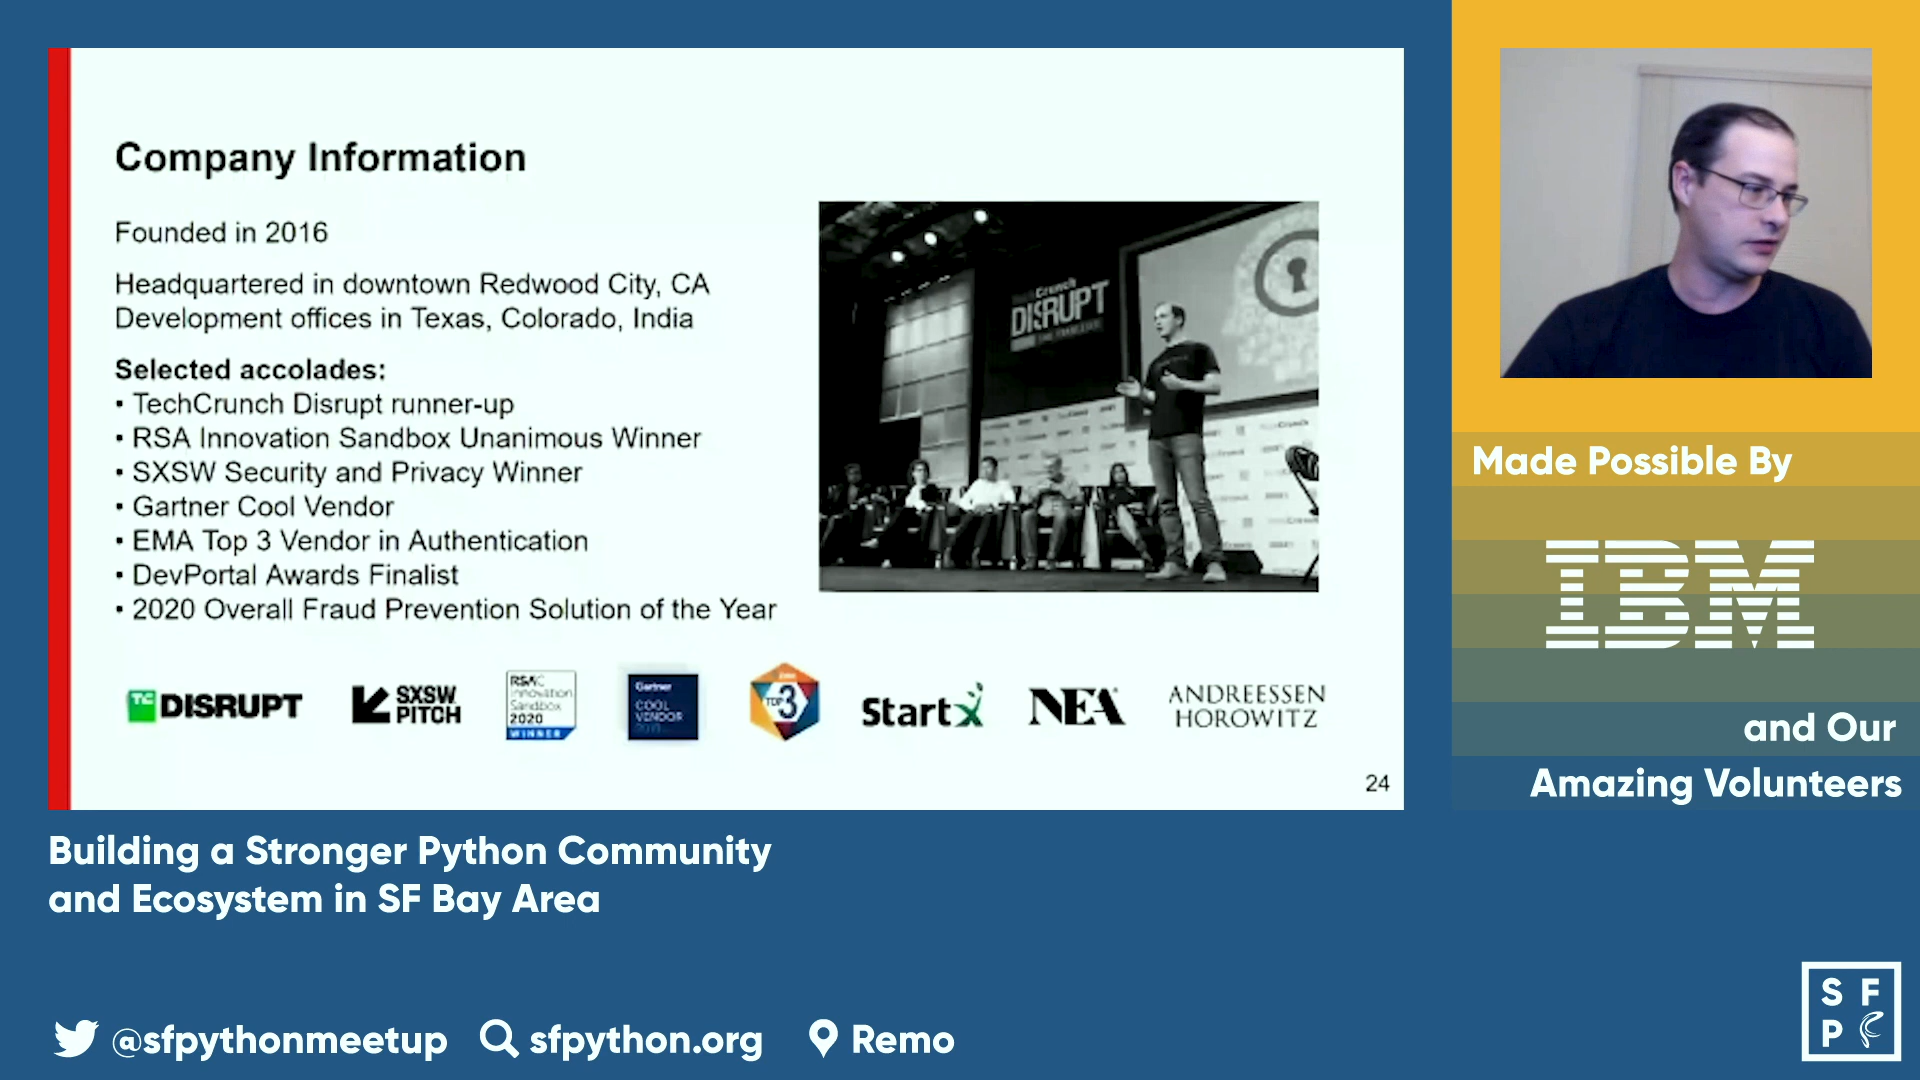 Company Information
Founded in 2016
Headquartered in downtown Redwood City, CA
Development offices in Texas, Colorado, India
Selected accolades:
• TechCrunch Disrupt runner-up
• RSA Innovation Sandbox Unanimous Winner
• SXSW Security and Privacy Winner
• Gartner Cool Vendor
• EMA Top 3 Vendor in Authentication
• DevPortal Awards Finalist
• 2020 Overall Fraud Prevention Solution of the Year
Crunch
DISRUPT
TC DISRUPT
SXSW
PITCH
RSAC
Innovation
Sandbox
2020
WINNER
Gartner
COOL
VENDOR
TOP 3
StartX
NEA
ANDREESSEN
HOROWITZ
24
Made Possible By
IBM
and Our
Amazing Volunteers
Building a Stronger Python Community
and Ecosystem in SF Bay Area
@sfpythonmeetup sfpython.org Remo
S F
P